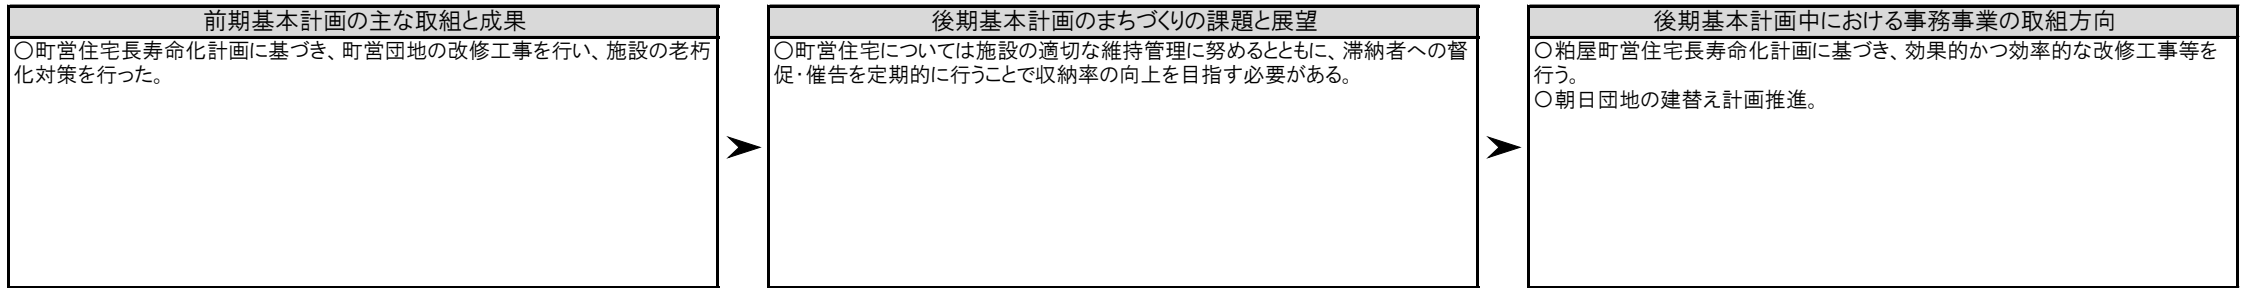 前期基本計画の主な取組と成果
○町営住宅長寿命化計画に基づき、町営団地の改修工事を行い、施設の老朽
化対策を行った。
後期基本計画のまちづくりの課題と展望
○町営住宅については施設の適切な維持管理に努めるとともに、滞納者への督
促・催告を定期的に行うことで収納率の向上を目指す必要がある。
後期基本計画中における事務事業の取組方向
○粕屋町営住宅長寿命化計画に基づき、効果的かつ効率的な改修工事等を
行う。
○朝日団地の建替え計画推進。